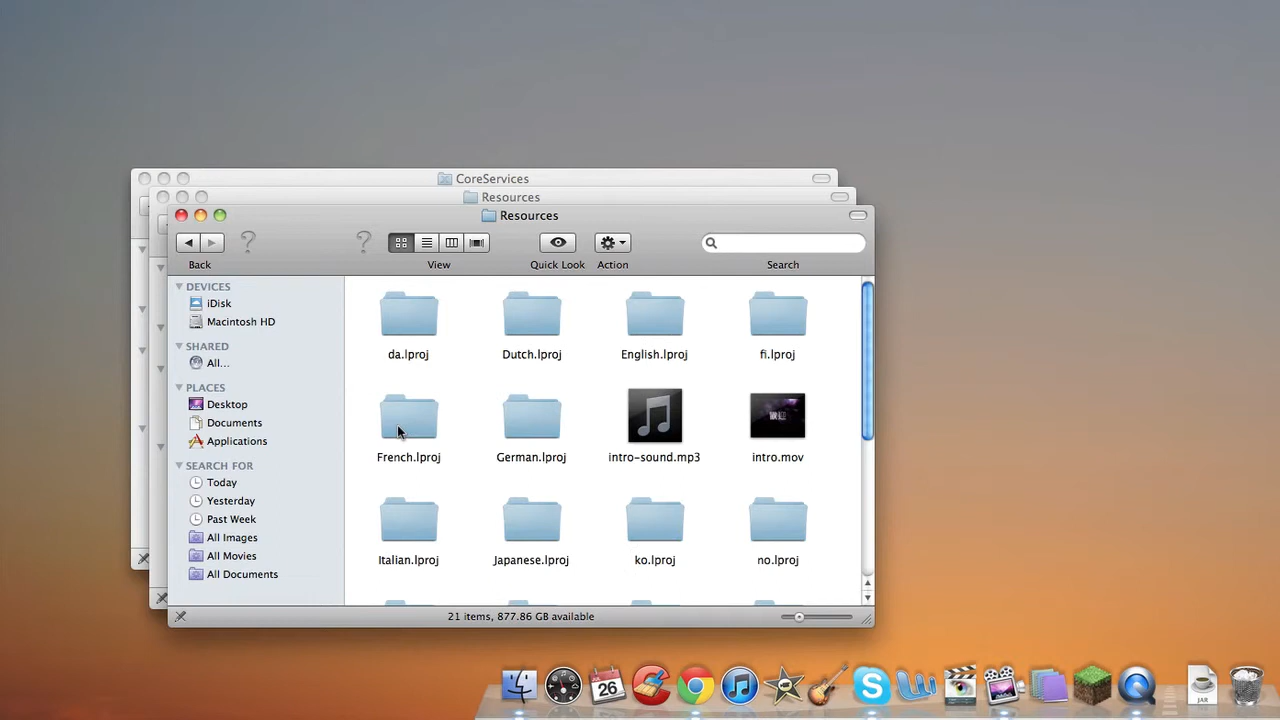 CoreServices
Resources
Resources
Back
View
Quick Look
Action
Search
DEVICES
iDisk
Macintosh HD
SHARED
All...
PLACES
Desktop
Documents
Applications
SEARCH FOR
Today
Yesterday
Past Week
All Images
All Movies
All Documents
da.lproj
Dutch.lproj
English.lproj
fi.lproj
French.lproj
German.lproj
intro-sound.mp3
intro.mov
Italian.lproj
Japanese.lproj
ko.lproj
no.lproj
21 items, 877.86 GB available
26
JAR